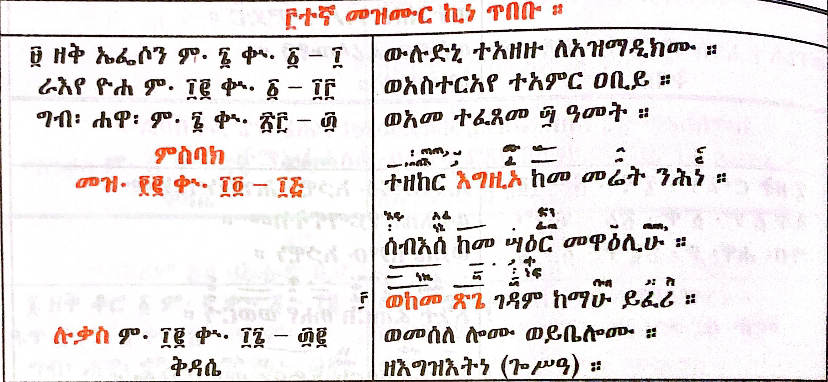 ፫ተኛ መዝሙር ኪነ ጥበቡ ።
፱ ዘቅ ኤፌሶን ም. ፮ ቍ. ፩ – ፲
ውሉድኒ ተአዘዙ ለአዝማዲክሙ ።
ራእየ ዮሐ ም. ፲፪ ቍ. ፩ – ፲፫
ወአስተርአየ ተአምር ዐቢይ ።
ግብ፡ ሐዋ፡ ም. ፯ ቍ. ፳፫ – ፴
ወአመ ተፈጸመ ፵ ዓመት ።
ምስባክ
መዝ. ፻፪ ቍ. ፲፬ – ፲፭
ተዘከር እግዚኦ ከመ መሬት ንሕነ ።
ሰብእሰ ከመ ሣዕር መዋዕሊሁ ።
፫ ወከመ ጽጌ ገዳም ከማሁ ይፈሪ ።
ሉቃስ ም. ፲፪ ቍ. ፲፮ – ፴፪
ወመሰለ ሎሙ ወይቤሎሙ ።
ቅዳሴ
ዘእግዝእትነ (ጐሥዓ) ።